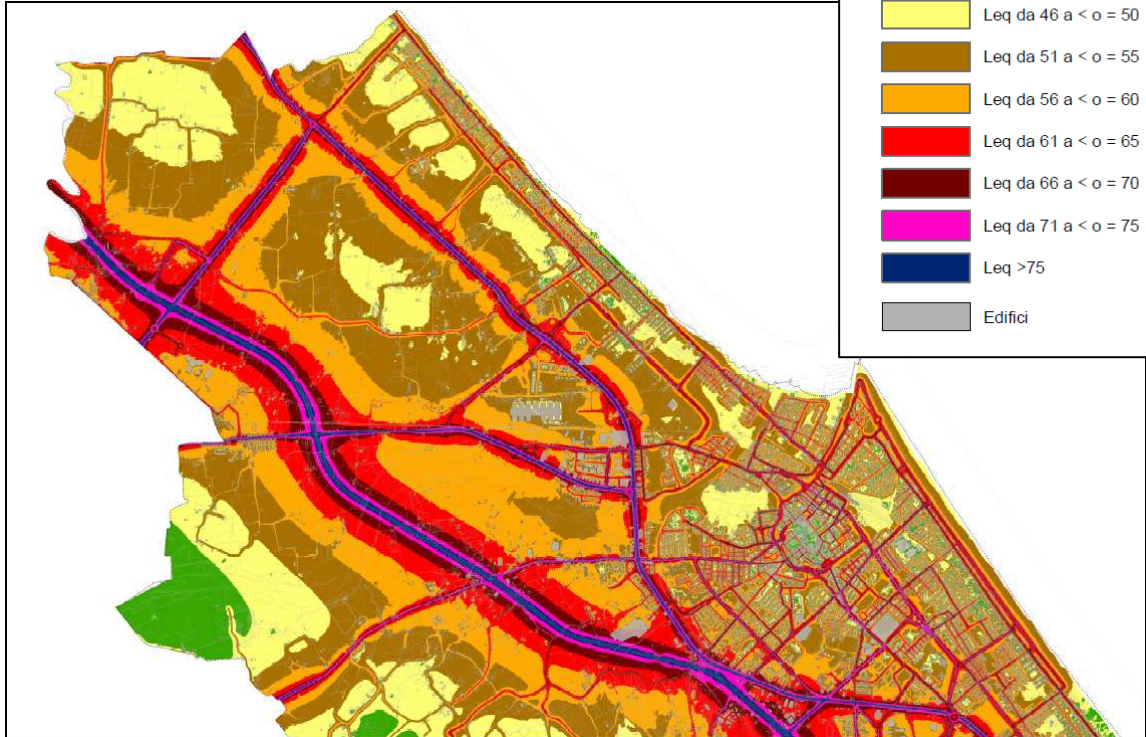 Leq da 46 a < o = 50
Leq da 51 a < o = 55
Leq da 56 a < o = 60
Leq da 61 a < o = 65
Leq da 66 a < o = 70
Leq da 71 a < o = 75
Leq >75
Edifici